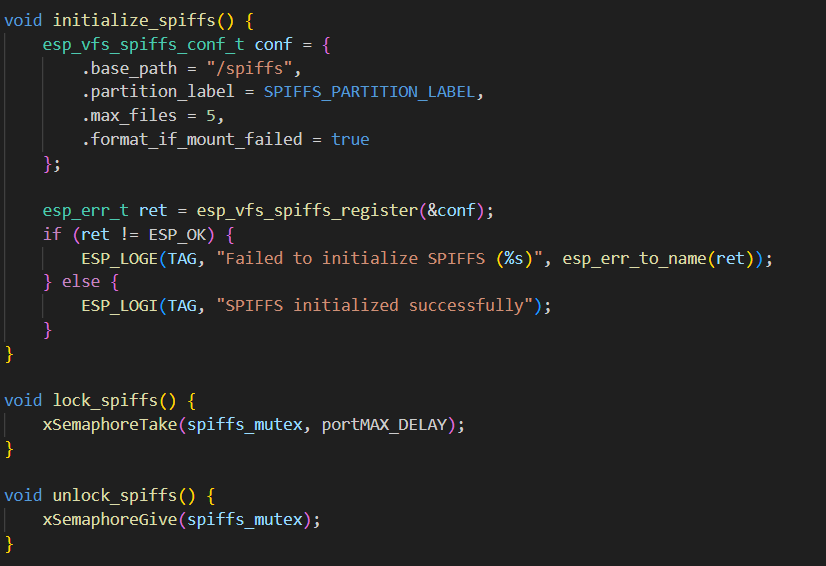 void initialize_spiffs() {
    esp_vfs_spiffs_conf_t conf = {
        .base_path = "/spiffs",
        .partition_label = SPIFFS_PARTITION_LABEL,
        .max_files = 5,
        .format_if_mount_failed = true
    };

    esp_err_t ret = esp_vfs_spiffs_register(&conf);
    if (ret != ESP_OK) {
        ESP_LOGE(TAG, "Failed to initialize SPIFFS (%s)", esp_err_to_name(ret));
    } else {
        ESP_LOGI(TAG, "SPIFFS initialized successfully");
    }
}

void lock_spiffs() {
    xSemaphoreTake(spiffs_mutex, portMAX_DELAY);
}

void unlock_spiffs() {
    xSemaphoreGive(spiffs_mutex);
}